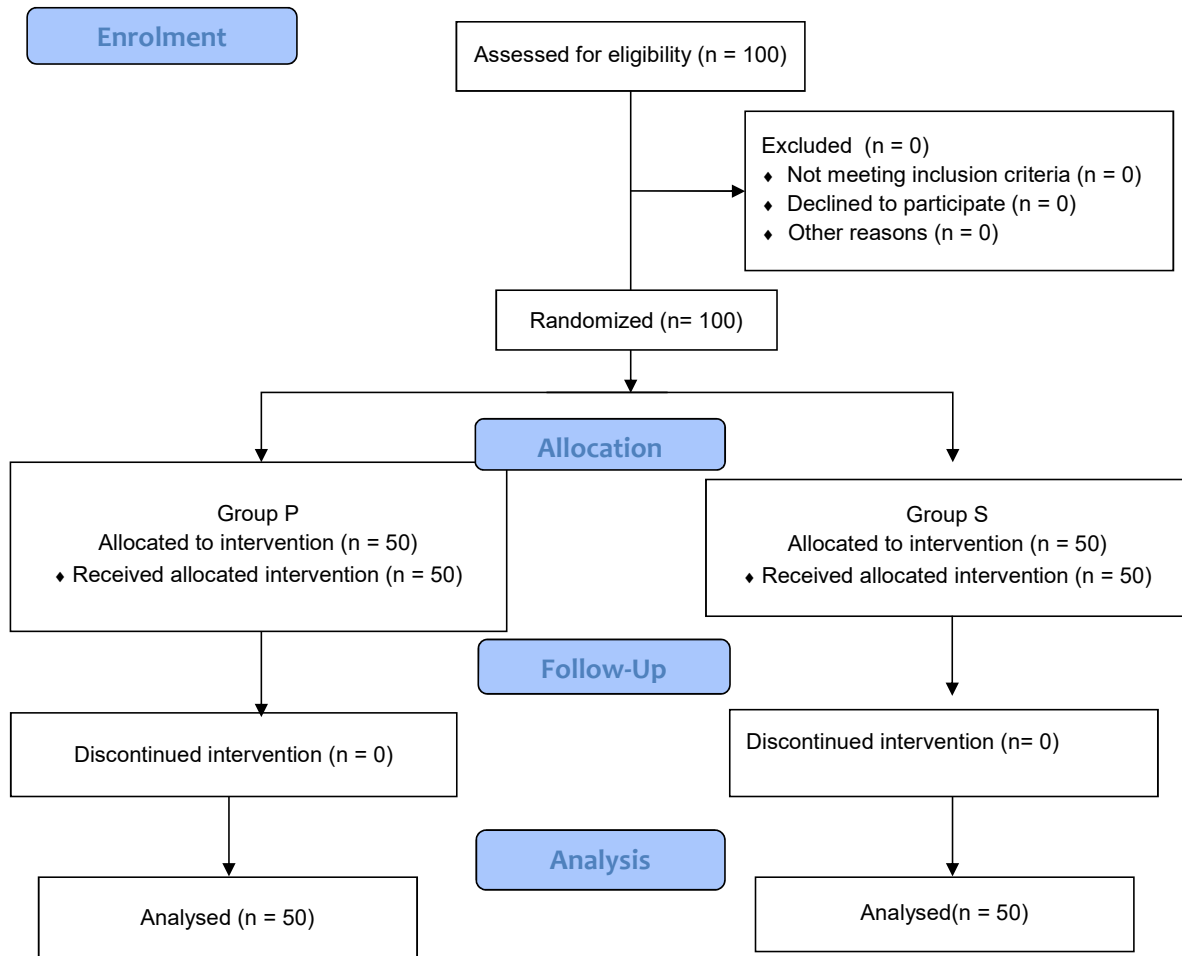 Enrolment
Assessed for eligibility (n = 100)
Excluded (n = 0)
♦ Not meeting inclusion criteria (n = 0)
♦ Declined to participate (n = 0)
♦ Other reasons (n = 0)
Randomized (n= 100)
Allocation
Group P
Allocated to intervention (n = 50)
♦ Received allocated intervention (n = 50)
Group S
Allocated to intervention (n = 50)
♦ Received allocated intervention (n = 50)
Follow-Up
Discontinued intervention (n = 0)
Discontinued intervention (n= 0)
Analysis
Analysed (n = 50)
Analysed(n = 50)